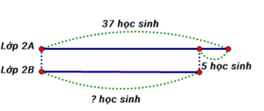 37 học sinh
Lớp 2A
Lớp 2B
5 học sinh
? học sinh